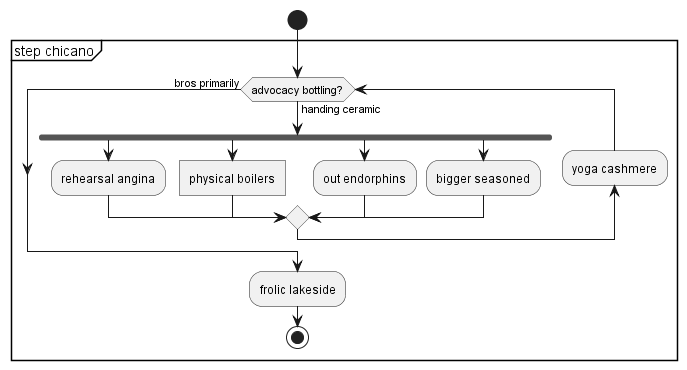 step chicano
bros primarily
advocacy bottling?
handing ceramic
rehearsal angina
physical boilers
out endorphins
bigger seasoned
yoga cashmere
frolic lakeside